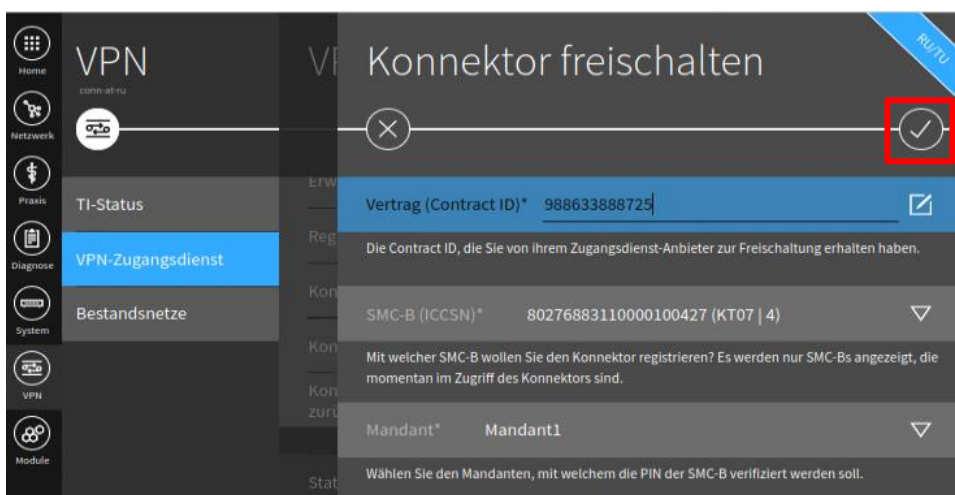 Home
Netzwerk
Praxis
Diagnose
System
VPN
Module
VPN
conn-at-ru
TI-Status
VPN-Zugangsdienst
Bestandsnetze
Konnektor freischalten
RU/TU
Vertrag (Contract ID)* 988633888725
Die Contract ID, die Sie von ihrem Zugangsdienst-Anbieter zur Freischaltung erhalten haben.
SMC-B (ICCSN)* 80276883110000100427 (KT07 | 4)
Mit welcher SMC-B wollen Sie den Konnektor registrieren? Es werden nur SMC-Bs angezeigt, die
momentan im Zugriff des Konnektors sind.
Mandant* Mandant1
Wählen Sie den Mandanten, mit welchem die PIN der SMC-B verifiziert werden soll.